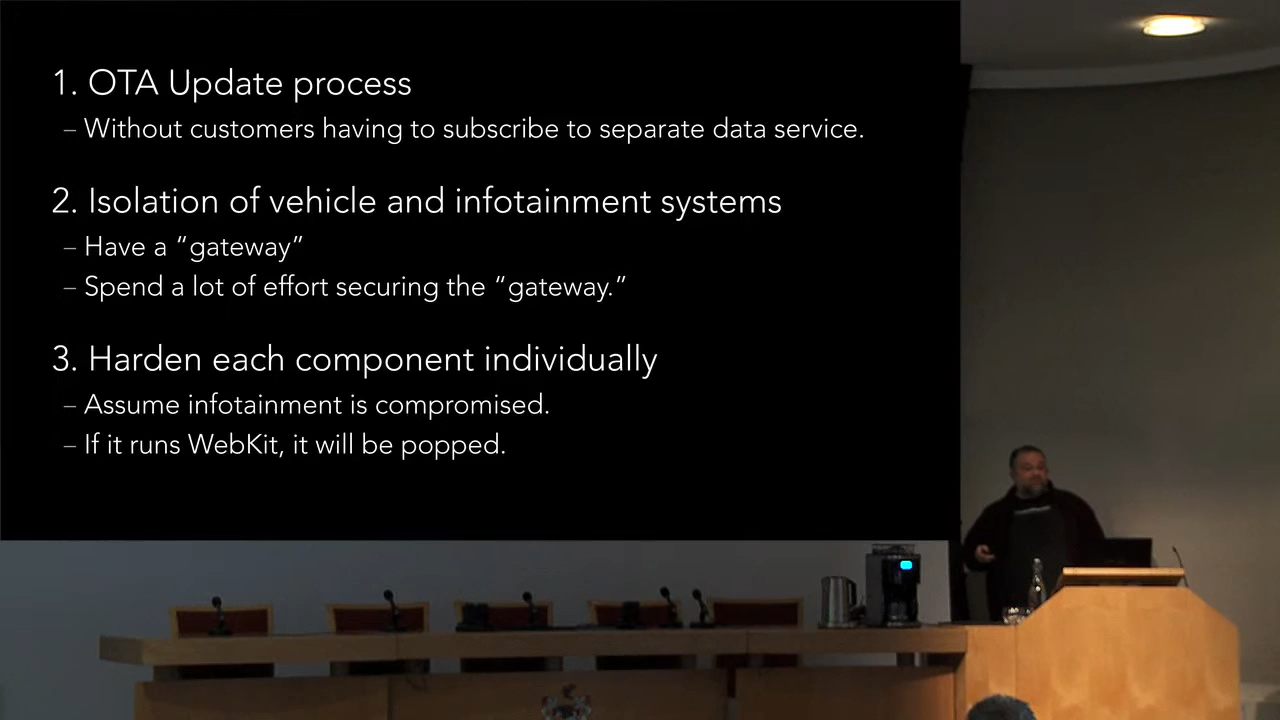 1. OTA Update process
– Without customers having to subscribe to separate data service.
2. Isolation of vehicle and infotainment systems
– Have a “gateway”
– Spend a lot of effort securing the “gateway.”
3. Harden each component individually
– Assume infotainment is compromised.
– If it runs WebKit, it will be popped.